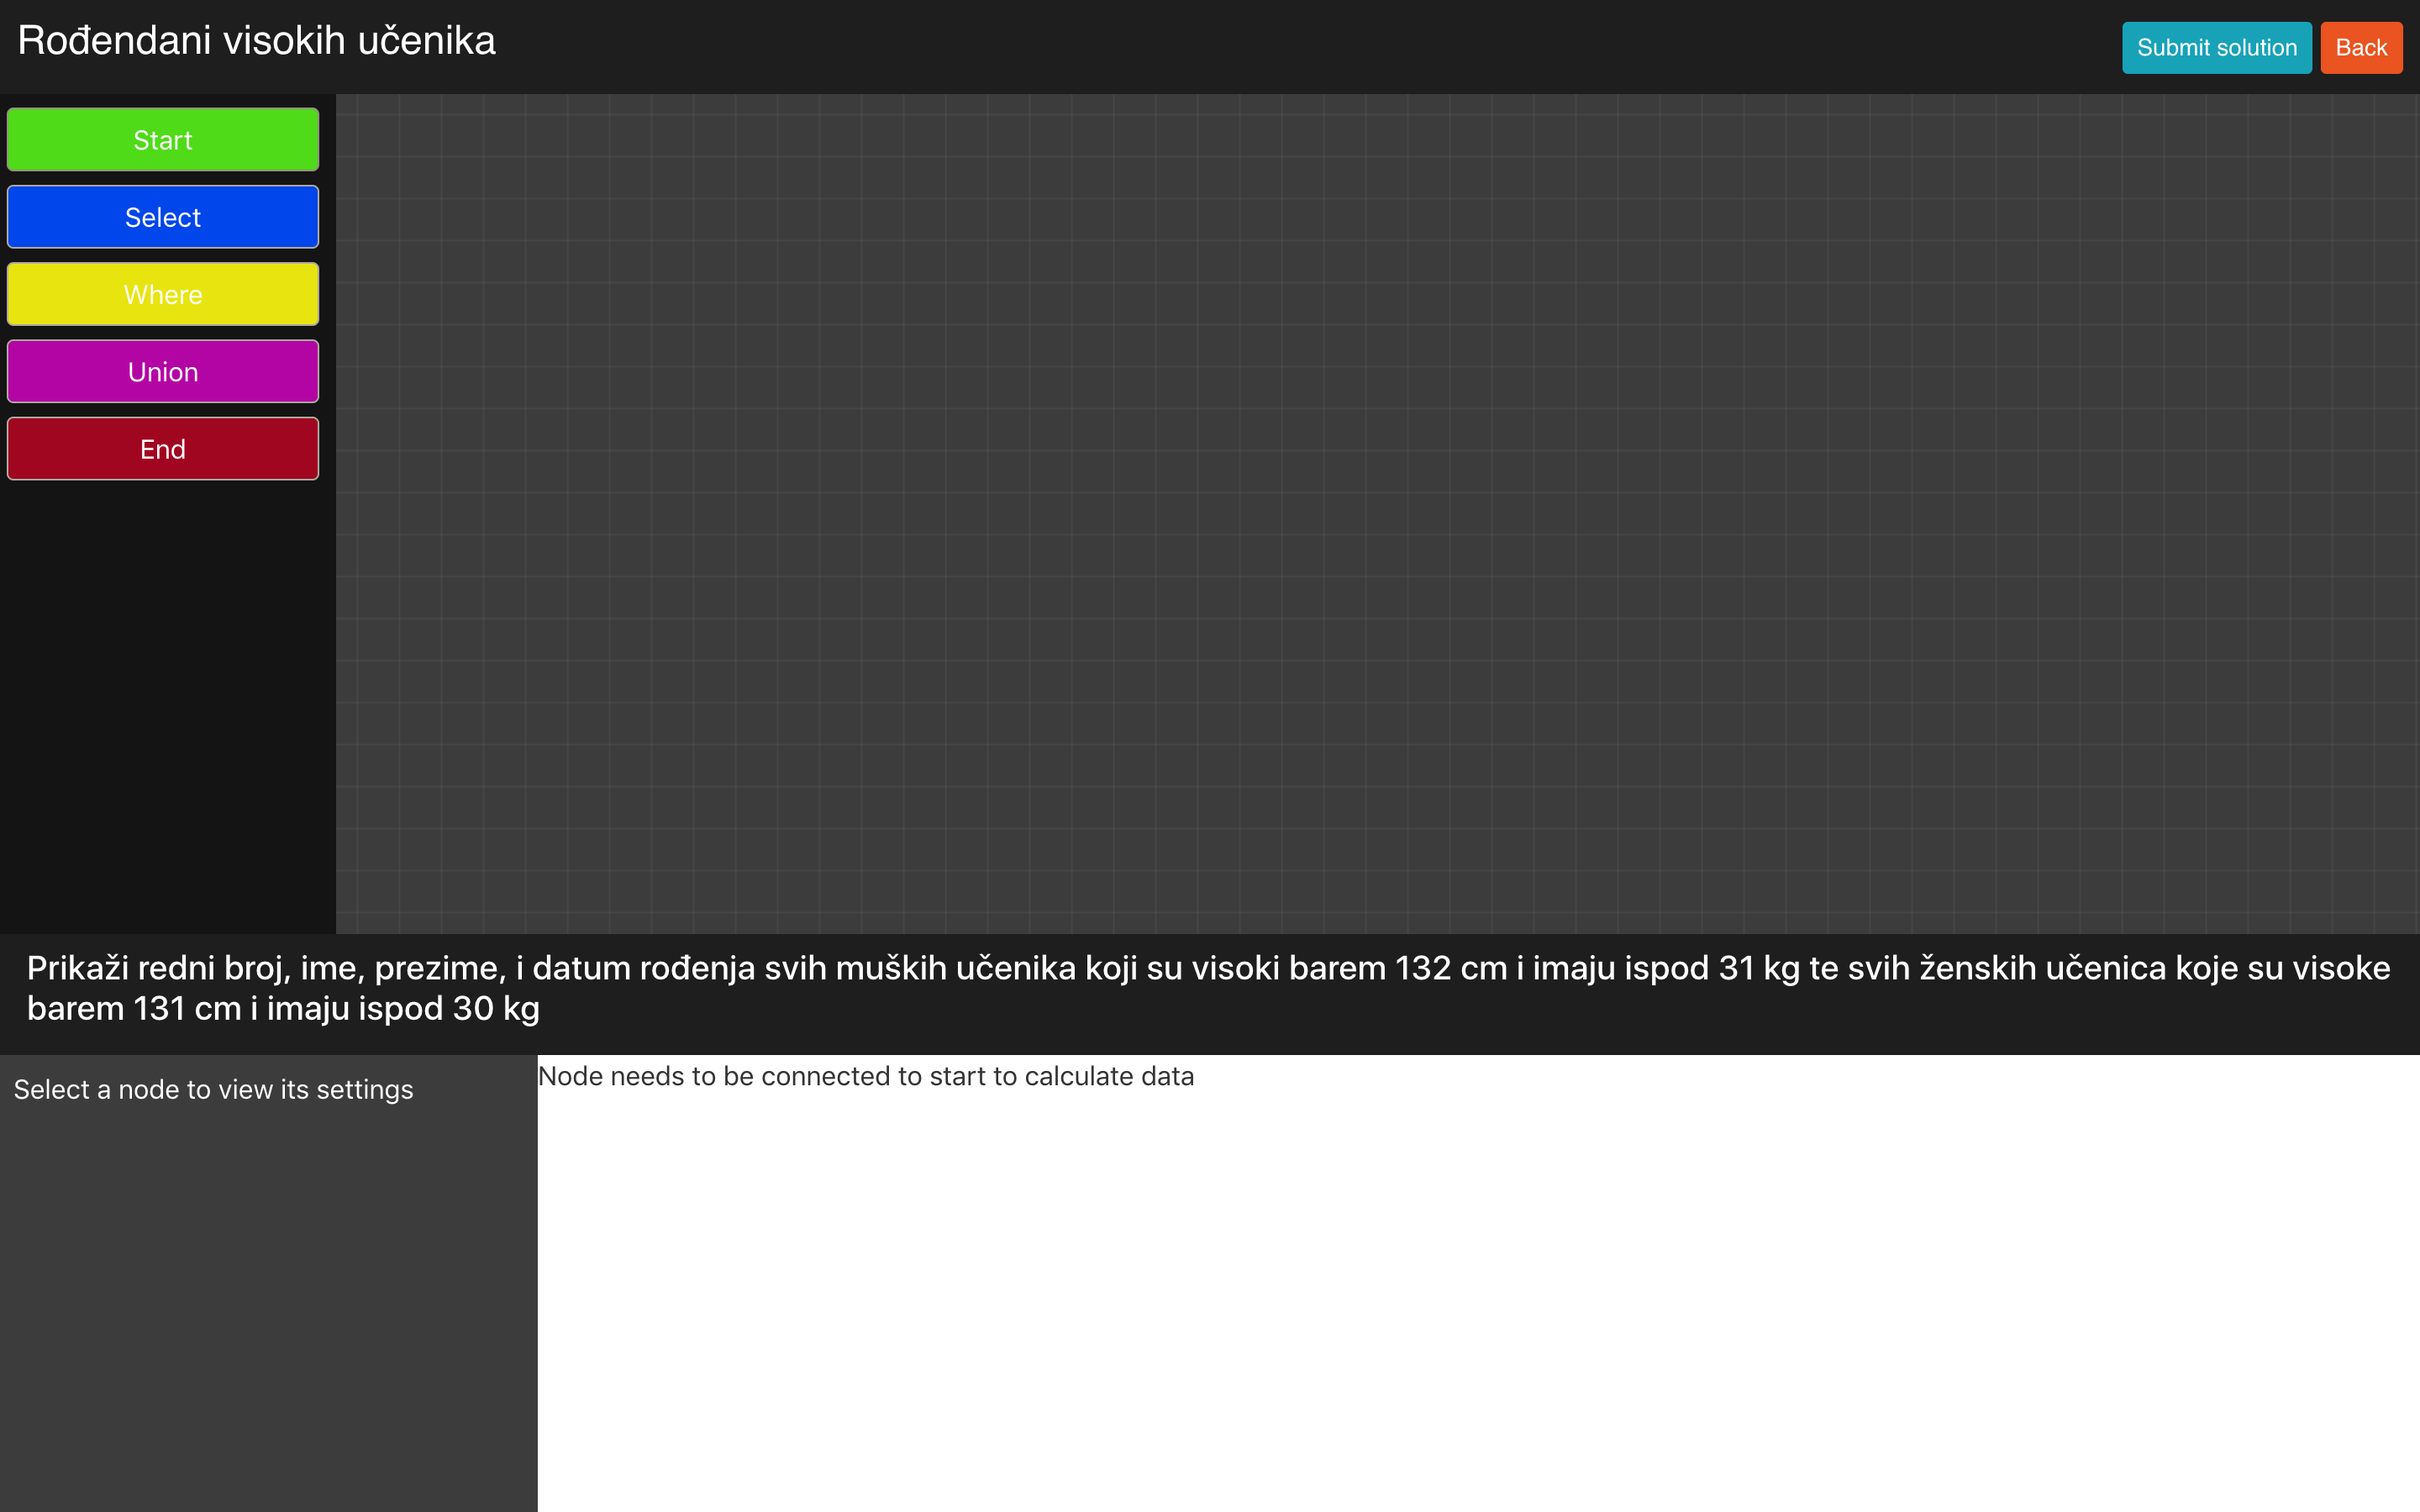 Rođendani visokih učenika
Submit solution
Back
Start
Select
Where
Union
End
Prikaži redni broj, ime, prezime, i datum rođenja svih muških učenika koji su visoki barem 132 cm i imaju ispod 31 kg te svih ženskih učenica koje su visoke
barem 131 cm i imaju ispod 30 kg
Select a node to view its settings
Node needs to be connected to start to calculate data